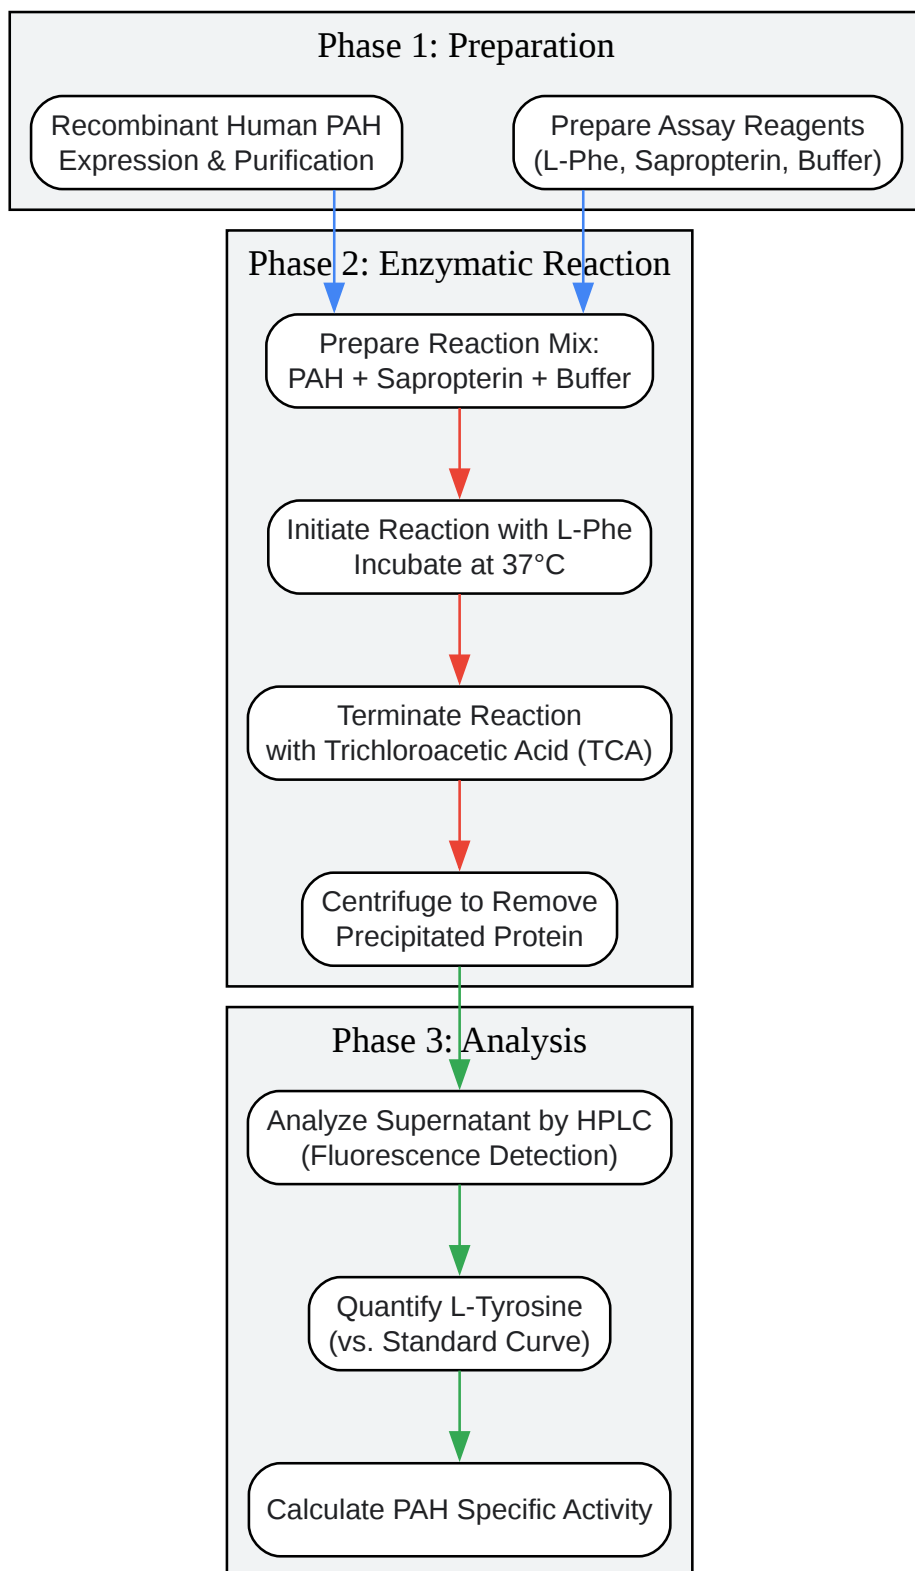 Phase 1: Preparation
Recombinant Human PAH
Expression & Purification
Prepare Assay Reagents
(L-Phe, Sapropterin, Buffer)
Phase 2: Enzymatic Reaction
Prepare Reaction Mix:
PAH + Sapropterin + Buffer
Initiate Reaction with L-Phe
Incubate at 37°C
Terminate Reaction
with Trichloroacetic Acid (TCA)
Centrifuge to Remove
Precipitated Protein
Phase 3: Analysis
Analyze Supernatant by HPLC
(Fluorescence Detection)
Quantify L-Tyrosine
(vs. Standard Curve)
Calculate PAH Specific Activity